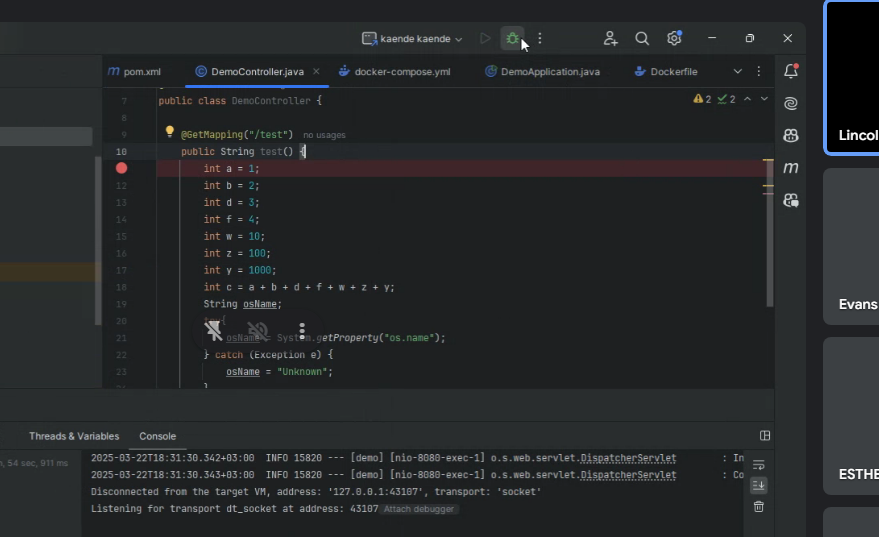 kaende kaende
pom.xml
DemoController.java
docker-compose.yml
DemoApplication.java
Dockerfile
7 public class DemoController {
2 2
8
9 @GetMapping("/test") no usages
10 public String test() {
int a = 1;
12 int b = 2;
13 int d = 3;
14 int f = 4;
15 int w = 10;
16 int z = 100;
17 int y = 1000;
18 int c = a + b + d + f + w + z + y;
19 String osName;
20 try{
21 osName = System.getProperty("os.name");
22 } catch (Exception e) {
23 osName = "Unknown";
}
Threads & Variables
Console
, 54 sec, 911 ms
2025-03-22T18:31:30.342+03:00 INFO 15820 --- [demo] [nio-8080-exec-1] o.s.web.servlet.DispatcherServlet : In
2025-03-22T18:31:30.343+03:00 INFO 15820 --- [demo] [nio-8080-exec-1] o.s.web.servlet.DispatcherServlet : Co
Disconnected from the target VM, address: '127.0.0.1:43107', transport: 'socket'
Listening for transport dt_socket at address: 43107 Attach debugger
Lincol
Evans
ESTHE